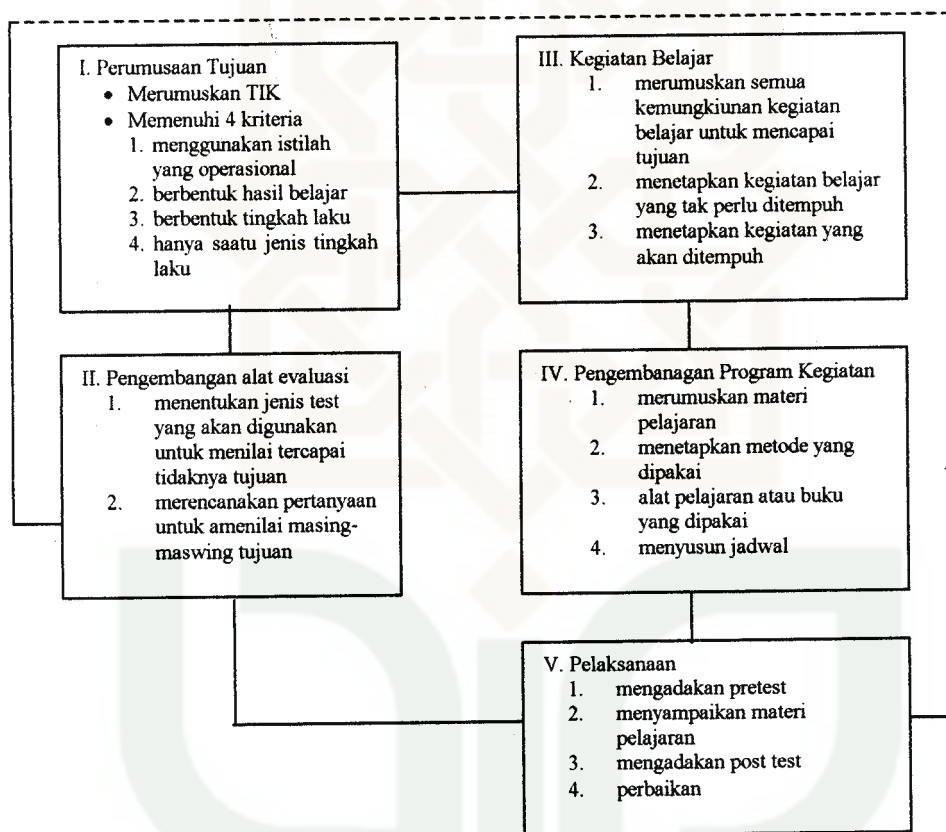 I. Perumusaan Tujuan
• Merumuskan TIK
• Memenuhi 4 kriteria
1. menggunakan istilah
yang operasional
2. berbentuk hasil belajar
3. berbentuk tingkah laku
4. hanya saatu jenis tingkah
laku
II. Pengembangan alat evaluasi
1. menentukan jenis test
yang akan digunakan
untuk menilai tercapai
tidaknya tujuan
2. merencanakan pertanyaan
untuk amenilai masing-
maswing tujuan
III. Kegiatan Belajar
1. merumuskan semua
kemungkiunan kegiatan
belajar untuk mencapai
tujuan
2. menetapkan kegiatan belajar
yang tak perlu ditempuh
3. menetapkan kegiatan yang
akan ditempuh
IV. Pengembanagan Program Kegiatan
1. merumuskan materi
pelajaran
2. menetapkan metode yang
dipakai
3. alat pelajaran atau buku
yang dipakai
4. menyusun jadwal
V. Pelaksanaan
1. mengadakan pretest
2. menyampaikan materi
pelajaran
3. mengadakan post test
4. perbaikan